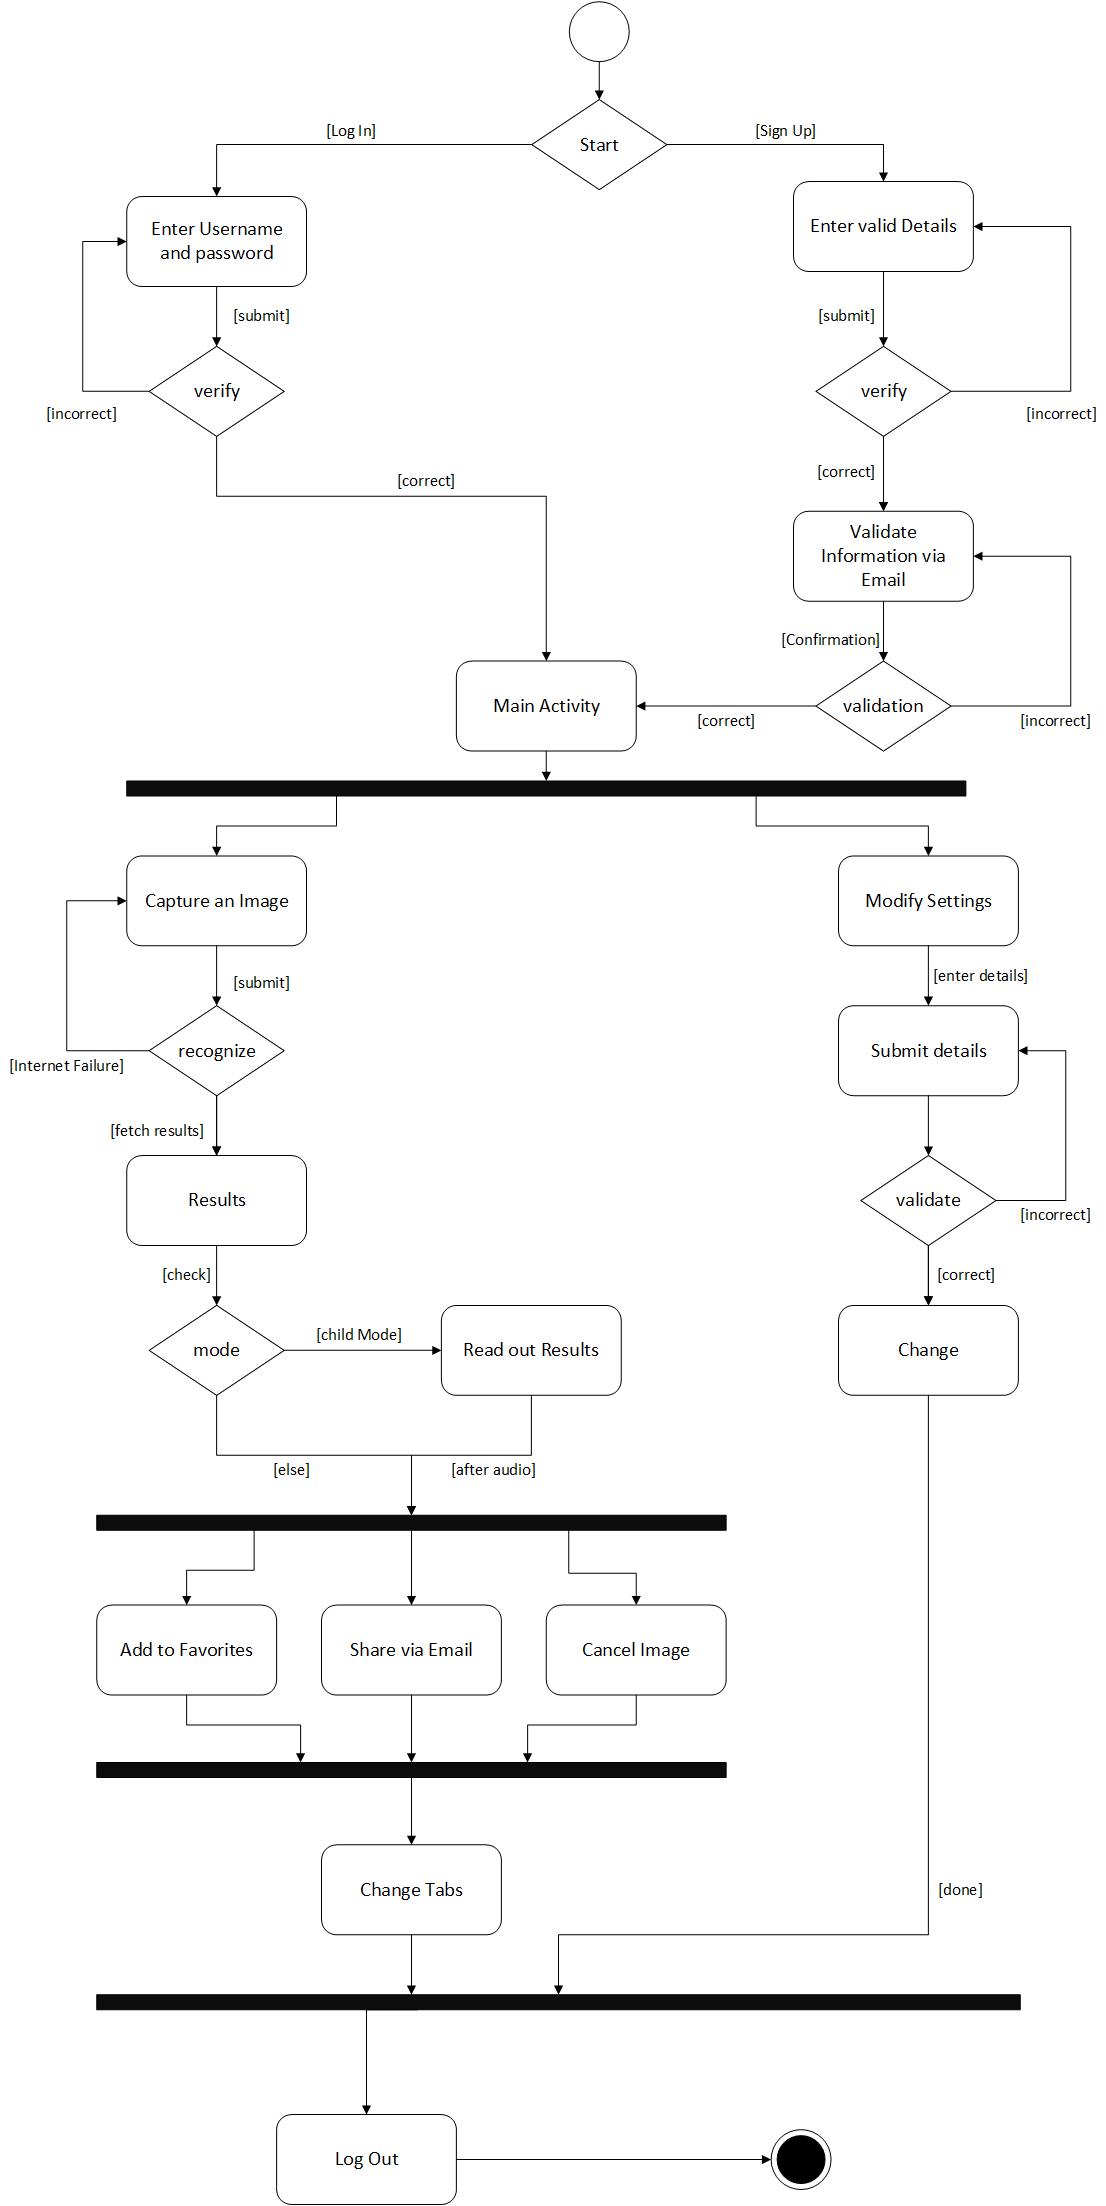 [Log In]
[Sign Up]
Start
Enter Username
and password
Enter valid Details
[submit]
[submit]
verify
verify
[incorrect]
[incorrect]
[correct]
[correct]
Validate
Information via
Email
[Confirmation]
Main Activity
validation
[correct]
[incorrect]
Capture an Image
Modify Settings
[submit]
[enter details]
recognize
Submit details
[Internet Failure]
[fetch results]
Results
validate
[incorrect]
[check]
[correct]
[child Mode]
mode
Read out Results
Change
[else]
[after audio]
Add to Favorites
Share via Email
Cancel Image
Change Tabs
[done]
Log Out